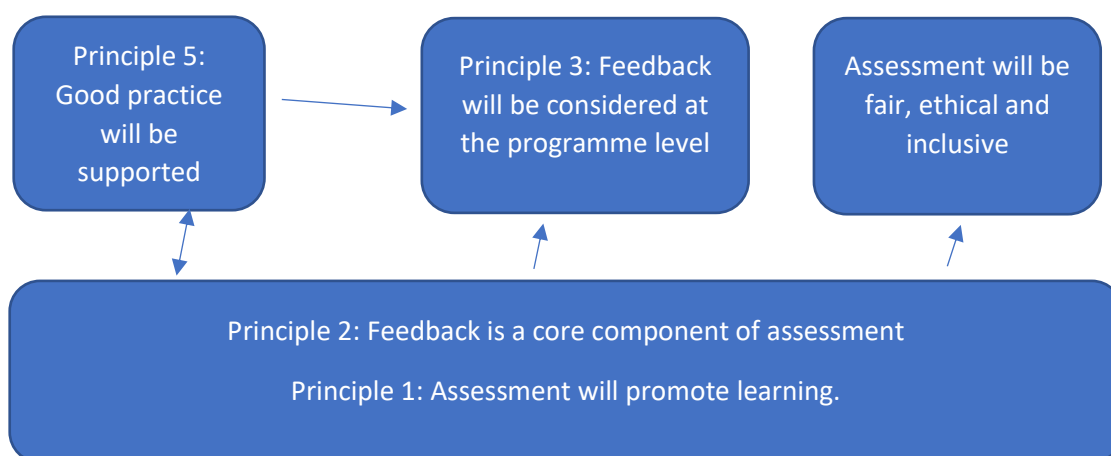 Principle 5:
Good practice
will be
supported
Principle 3: Feedback
will be considered at
the programme level
Assessment will be
fair, ethical and
inclusive
Principle 2: Feedback is a core component of assessment
Principle 1: Assessment will promote learning.